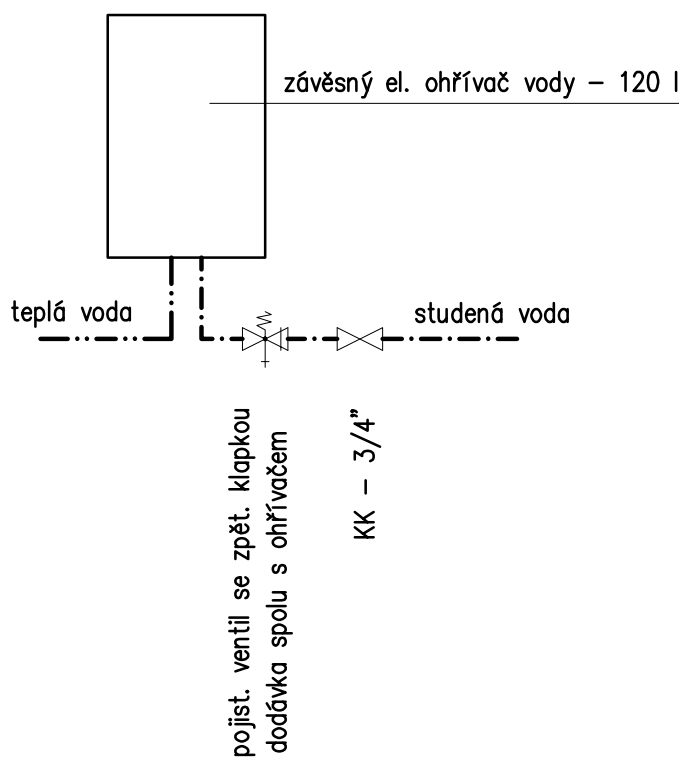 závěsný el. ohřívač vody – 120 l
teplá voda
studená voda
pojist. ventil se zpět. klapkou
dodávka spolu s ohřívačem
KK – 3/4"